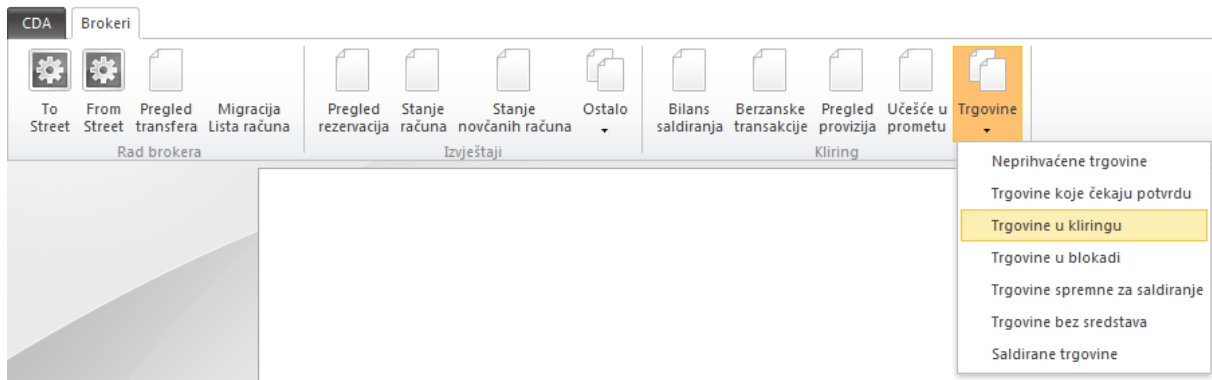 CDA Brokeri
To Street
From Street
Pregled transfera
Migracija Lista računa
Pregled rezervacija
Stanje računa
Stanje novčanih računa
Ostalo
Bilans saldiranja
Berzanske transakcije
Pregled provizija
Učešće u prometu
Trgovine
Rad brokera
Izvještaji
Kliring
Neprihvaćene trgovine
Trgovine koje čekaju potvrdu
Trgovine u kliringu
Trgovine u blokadi
Trgovine spremne za saldiranje
Trgovine bez sredstava
Saldirane trgovine